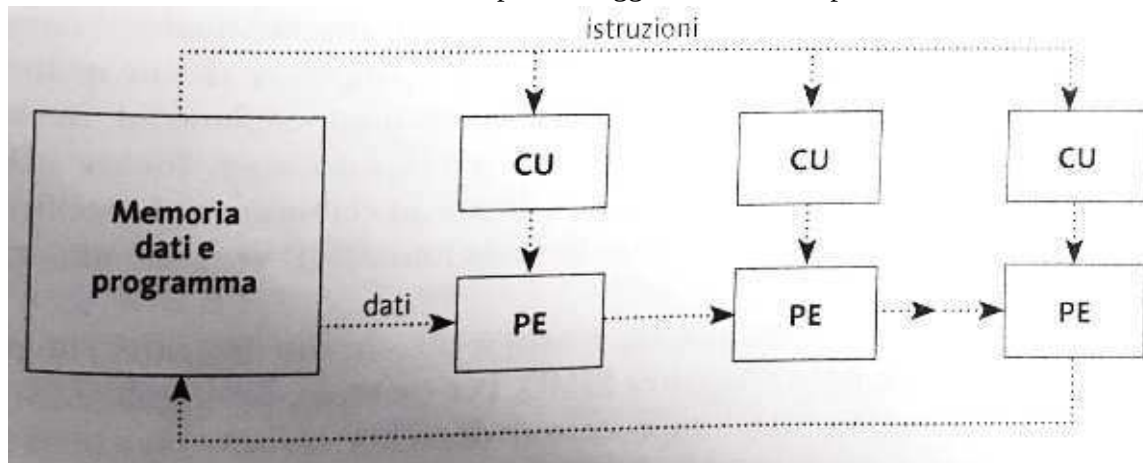 istruzioni
CU
CU
CU
Memoria
dati e
programma
dati
PE
PE
PE